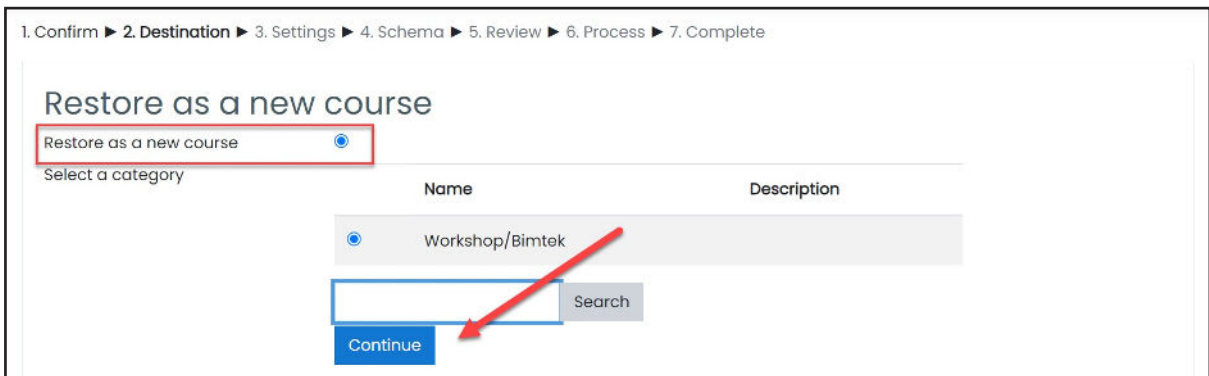 1. Confirm ► 2. Destination ► 3. Settings ► 4. Schema ► 5. Review ► 6. Process ► 7. Complete
Restore as a new course
Restore as a new course
Select a category
Name Description
Workshop/Bimtek
Search
Continue